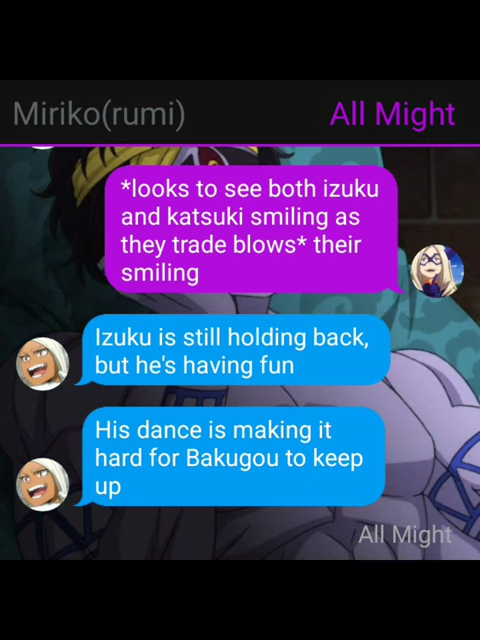 Miriko(rumi)
All Might
*looks to see both izuku
and katsuki smiling as
they trade blows* their
smiling
Izuku is still holding back,
but he's having fun
His dance is making it
hard for Bakugou to keep
up
All Might